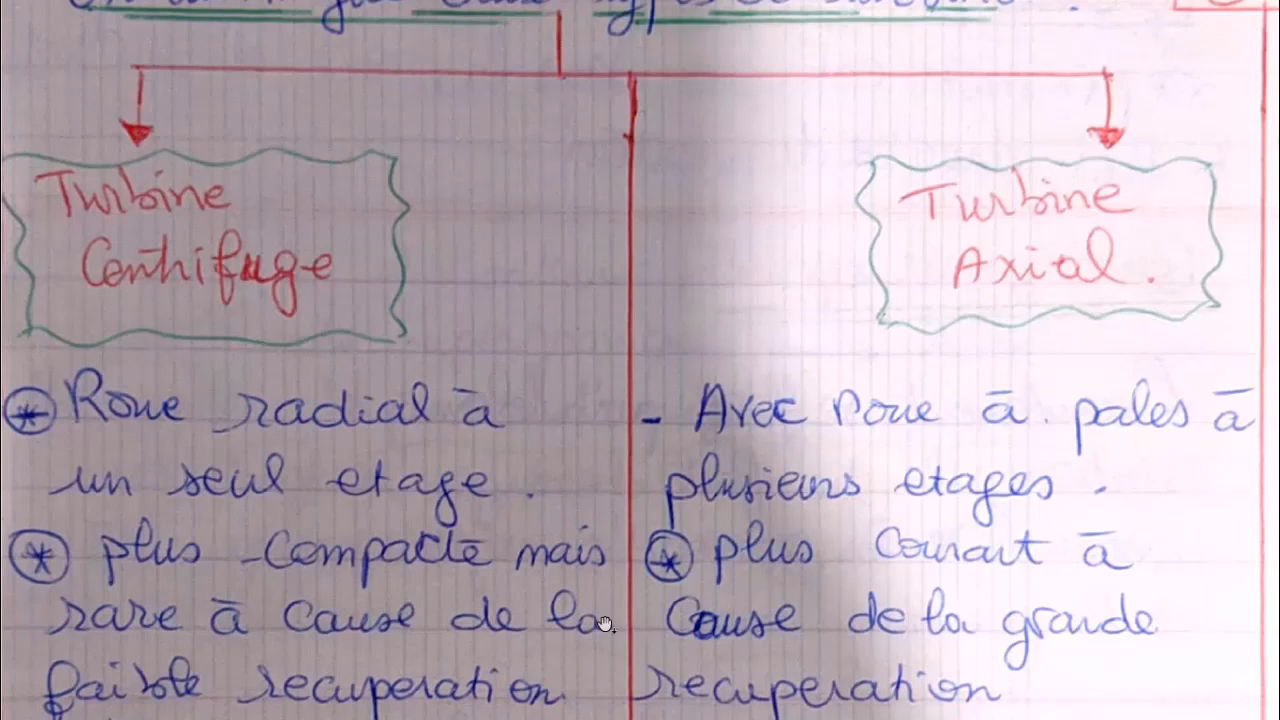 Turbine
Centrifuge
Roue radial à
un seul etage.
plus compacte mais
rare à cause de la
faible recuperation
Turbine
Axial.
- Avec roue à pales à
plusieurs etages.
plus courant à
cause de la grande
recuperation